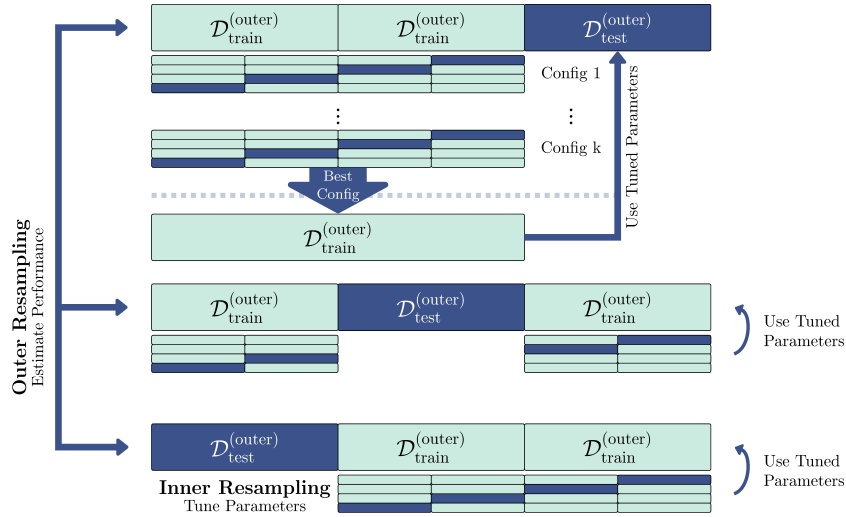 𝒟_train^(outer) 𝒟_train^(outer) 𝒟_test^(outer)
Config 1
⋮ ⋮
Config k
Best
Config
Use Tuned Parameters
𝒟_train^(outer)
Outer Resampling
Estimate Performance
𝒟_train^(outer) 𝒟_test^(outer) 𝒟_train^(outer)
Use Tuned
Parameters
𝒟_test^(outer) 𝒟_train^(outer) 𝒟_train^(outer)
Use Tuned
Parameters
Inner Resampling
Tune Parameters